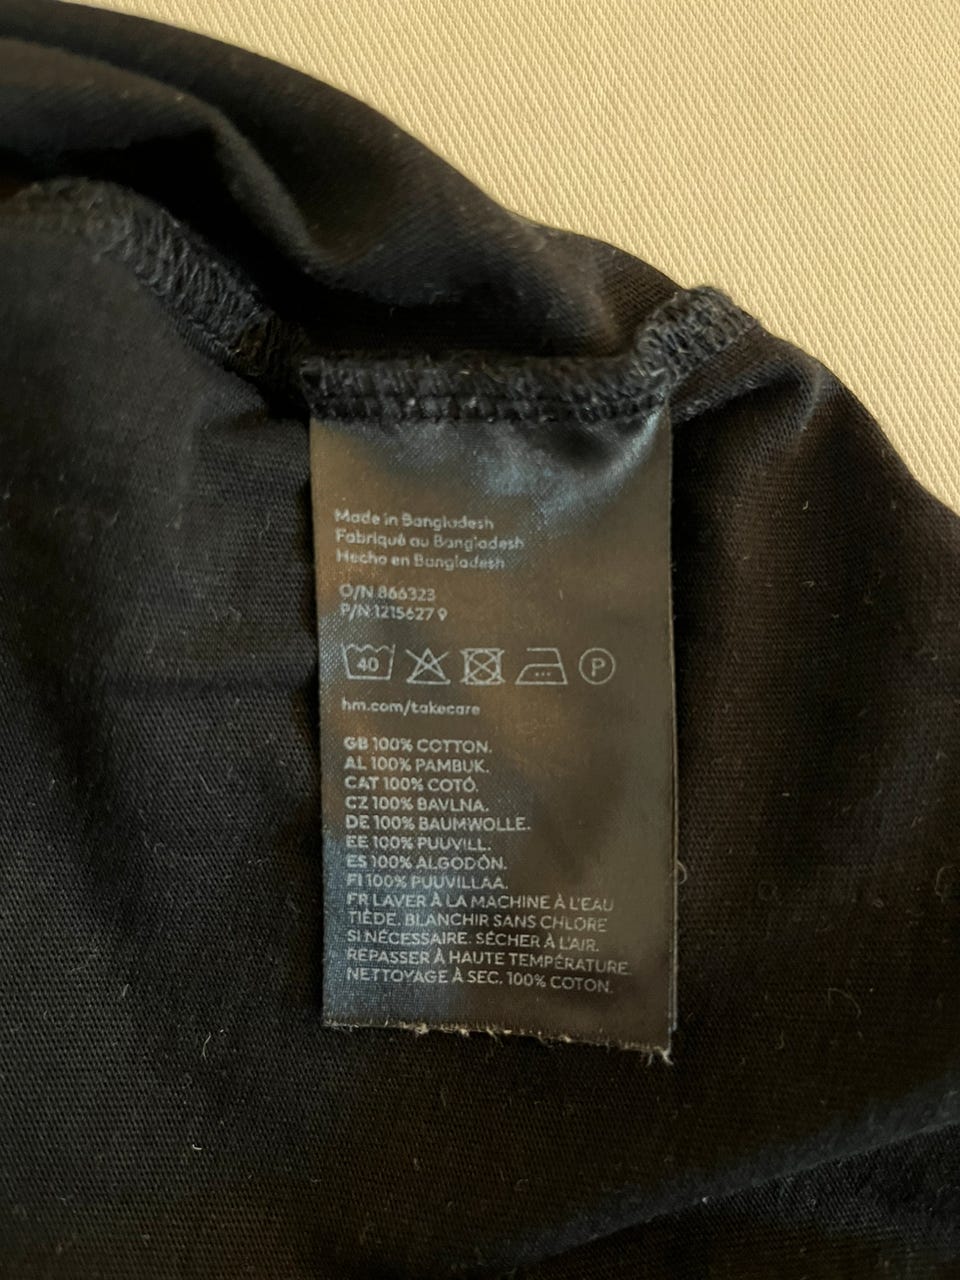 Made in Bangladesh
Fabriqué au Bangladesh
Hecho en Bangladesh
O/N 866323
P/N 1215627 9
40 P
hm.com/takecare
GB 100% COTTON.
AL 100% PAMBUK.
CAT 100% COTÓ.
CZ 100% BAVLNA.
DE 100% BAUMWOLLE.
EE 100% PUUVILL.
ES 100% ALGODÓN.
FI 100% PUUVILLAA.
FR LAVER À LA MACHINE À L'EAU
TIÈDE. BLANCHIR SANS CHLORE
SI NÉCESSAIRE. SÉCHER À L'AIR.
REPASSER À HAUTE TEMPÉRATURE.
NETTOYAGE À SEC. 100% COTON.